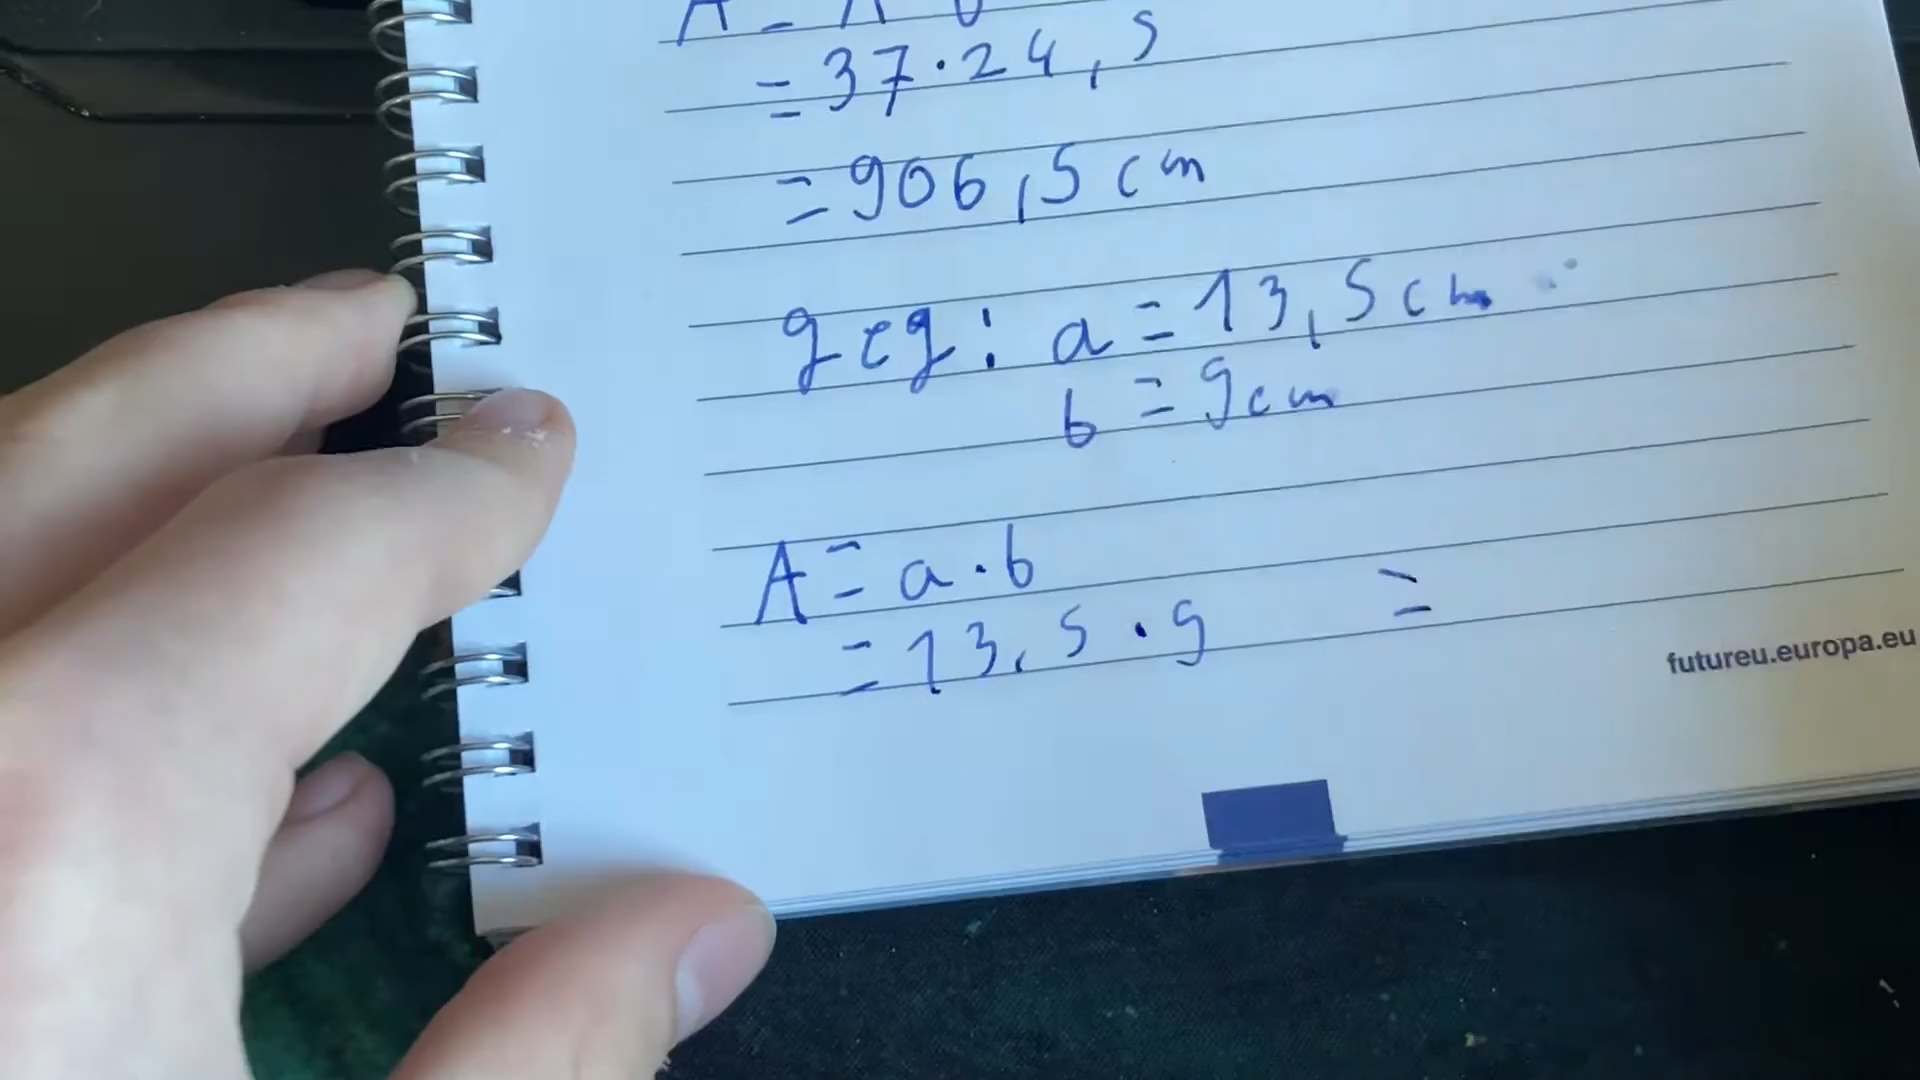 = 37 · 24,5
= 906,5 cm
geg: a = 13,5 cm
b = 9 cm
A = a · b
= 13,5 · 9 =
futureu.europa.eu